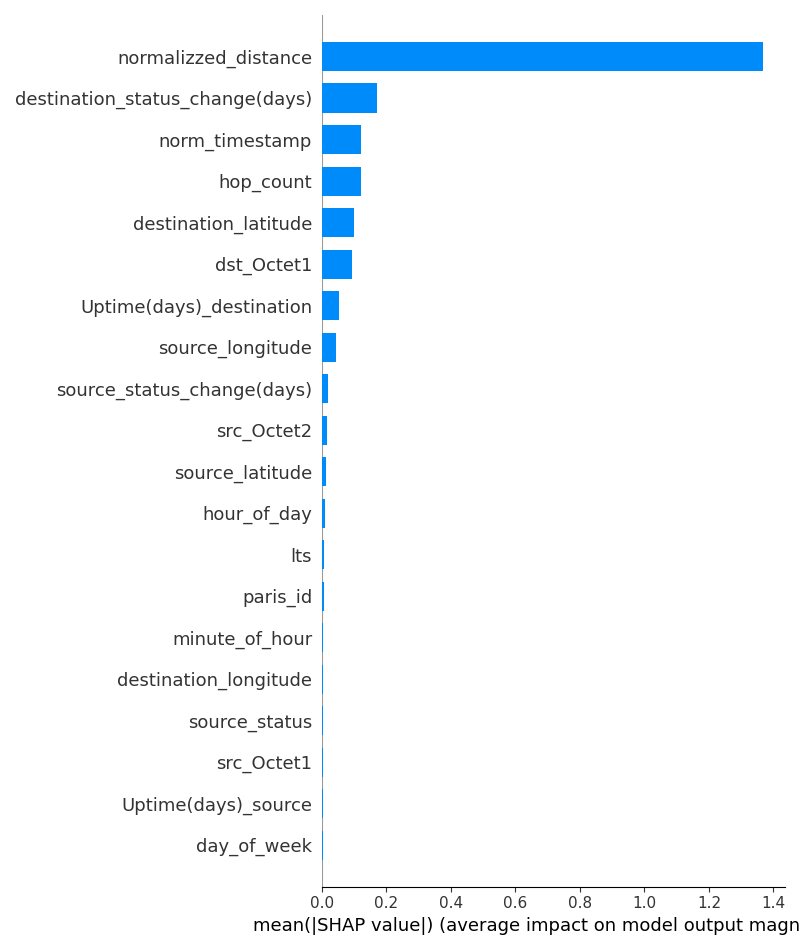 normalizzed_distance
destination_status_change(days)
norm_timestamp
hop_count
destination_latitude
dst_Octet1
Uptime(days)_destination
source_longitude
source_status_change(days)
src_Octet2
source_latitude
hour_of_day
lts
paris_id
minute_of_hour
destination_longitude
source_status
src_Octet1
Uptime(days)_source
day_of_week
0.0 0.2 0.4 0.6 0.8 1.0 1.2 1.4
mean(|SHAP value|) (average impact on model output magn